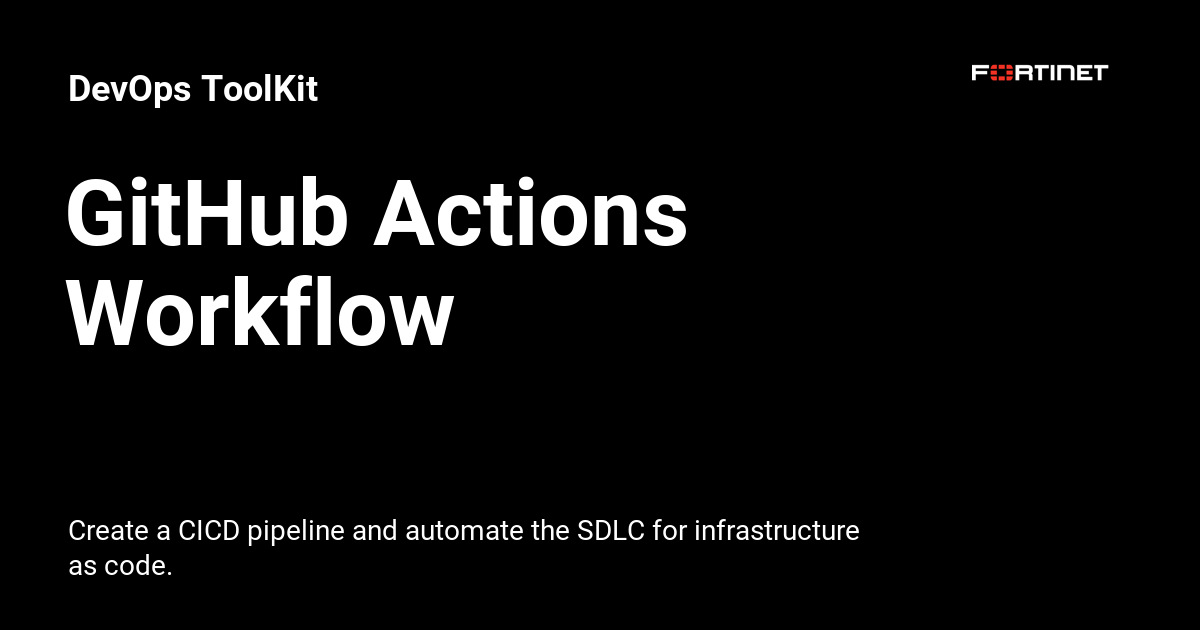 DevOps ToolKit
FORTINET
GitHub Actions
Workflow
Create a CICD pipeline and automate the SDLC for infrastructure
as code.